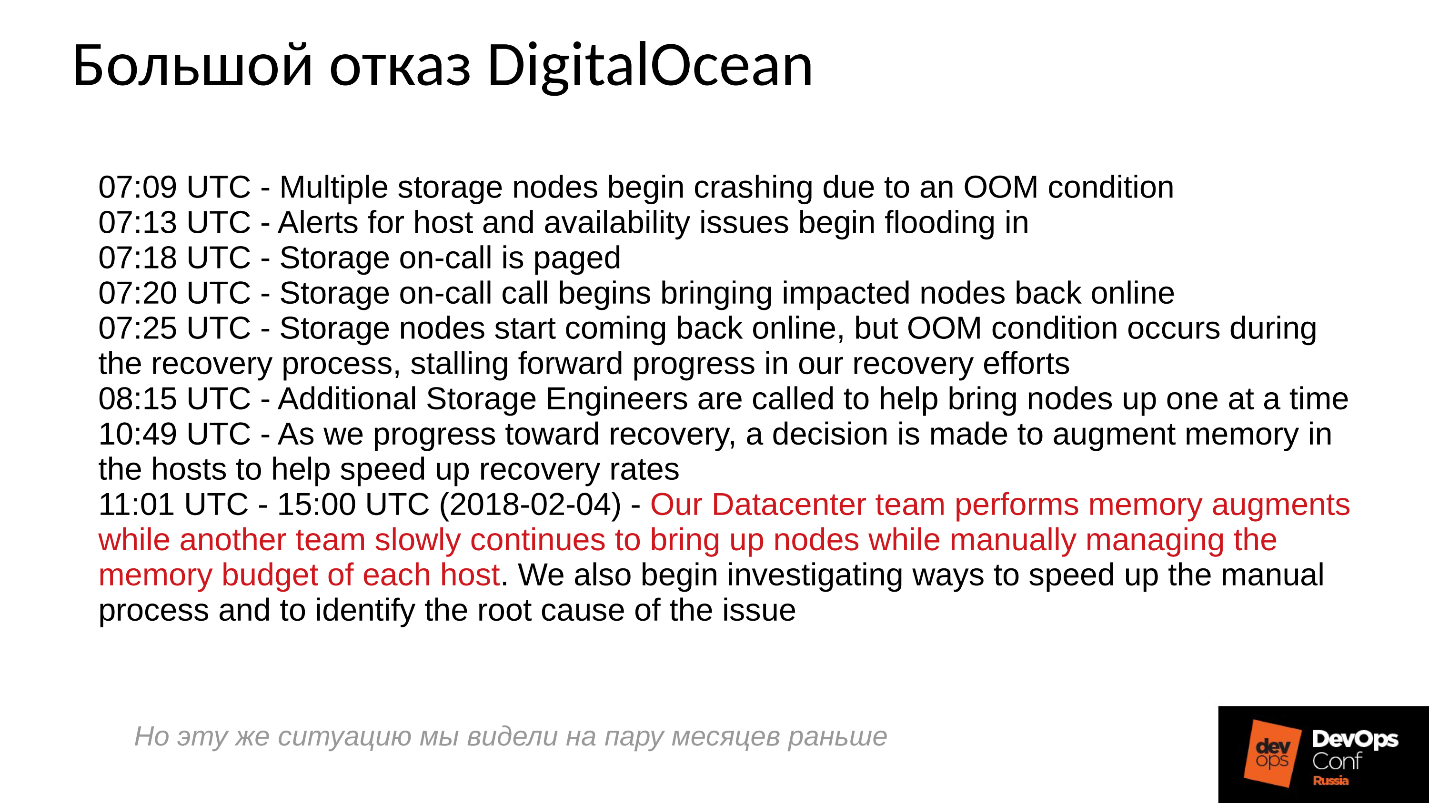 Большой отказ DigitalOcean
07:09 UTC - Multiple storage nodes begin crashing due to an OOM condition
07:13 UTC - Alerts for host and availability issues begin flooding in
07:18 UTC - Storage on-call is paged
07:20 UTC - Storage on-call call begins bringing impacted nodes back online
07:25 UTC - Storage nodes start coming back online, but OOM condition occurs during
the recovery process, stalling forward progress in our recovery efforts
08:15 UTC - Additional Storage Engineers are called to help bring nodes up one at a time
10:49 UTC - As we progress toward recovery, a decision is made to augment memory in
the hosts to help speed up recovery rates
11:01 UTC - 15:00 UTC (2018-02-04) - Our Datacenter team performs memory augments
while another team slowly continues to bring up nodes while manually managing the
memory budget of each host. We also begin investigating ways to speed up the manual
process and to identify the root cause of the issue
Но эту же ситуацию мы видели на пару месяцев раньше
dev
ops
DevOps
Conf
Russia